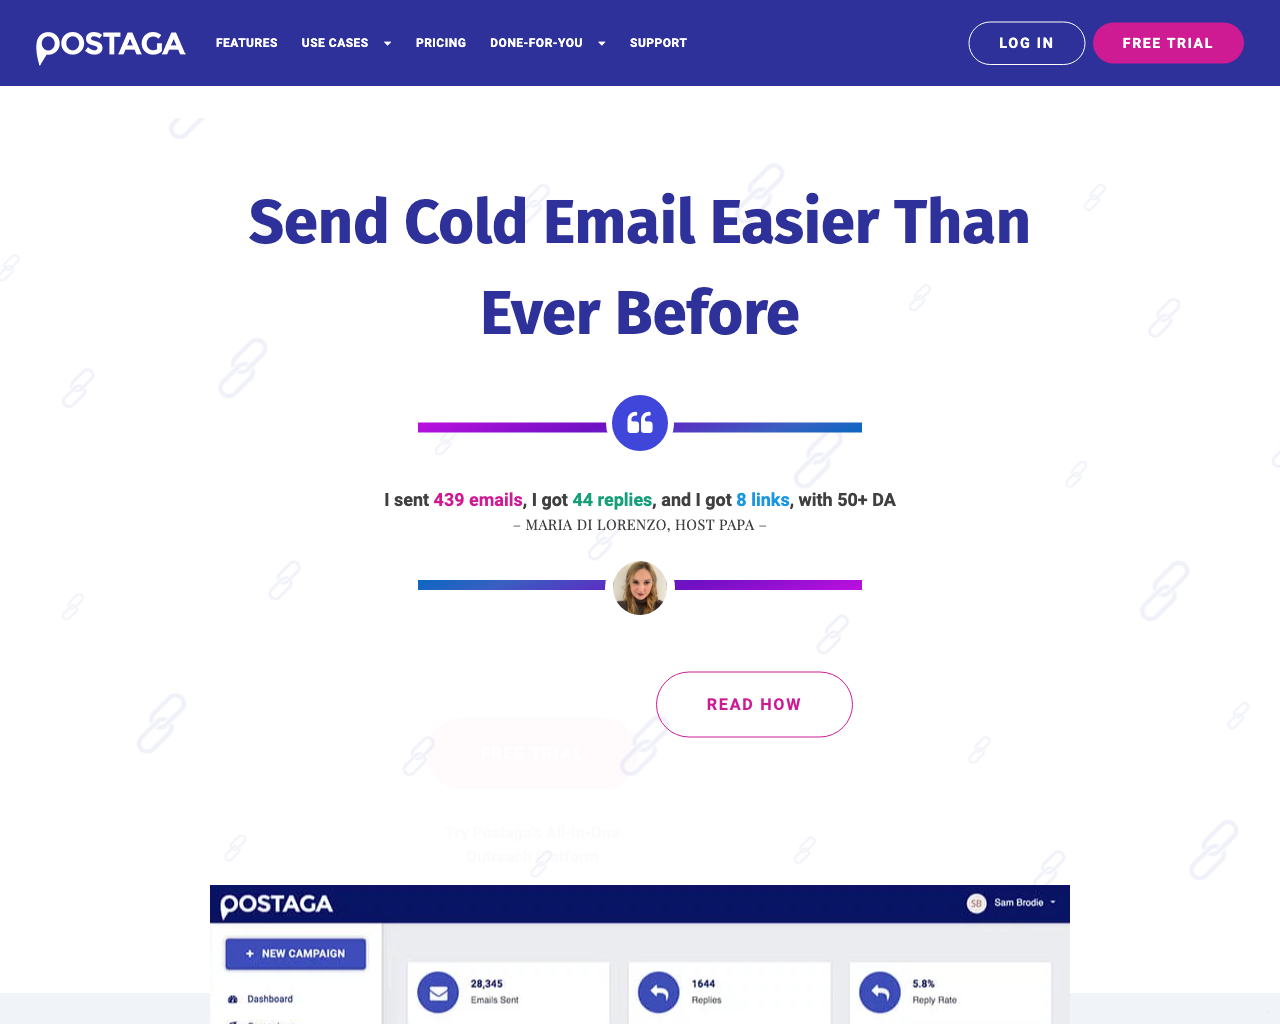 POSTAGA FEATURES USE CASES PRICING DONE-FOR-YOU SUPPORT LOG IN FREE TRIAL
Send Cold Email Easier Than
Ever Before
I sent 439 emails, I got 44 replies, and I got 8 links, with 50+ DA
– MARIA DI LORENZO, HOST PAPA –
READ HOW
FREE TRIAL
Try Postaga's All-In-One
Outreach Platform
POSTAGA SB Sam Brodie
+ NEW CAMPAIGN
Dashboard
28,345
Emails Sent
1644
Replies
5.8%
Reply Rate